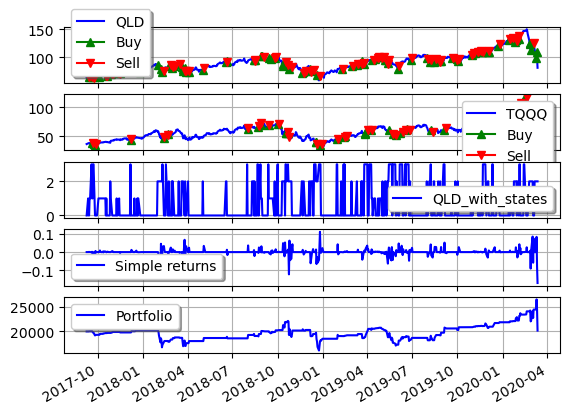 150
100
QLD
Buy
Sell
100
50
TQQQ
Buy
Sell
2
0
QLD_with_states
0.1
0.0
−0.1
Simple returns
25000
20000
Portfolio
2017-10
2018-01
2018-04
2018-07
2018-10
2019-01
2019-04
2019-07
2019-10
2020-01
2020-04